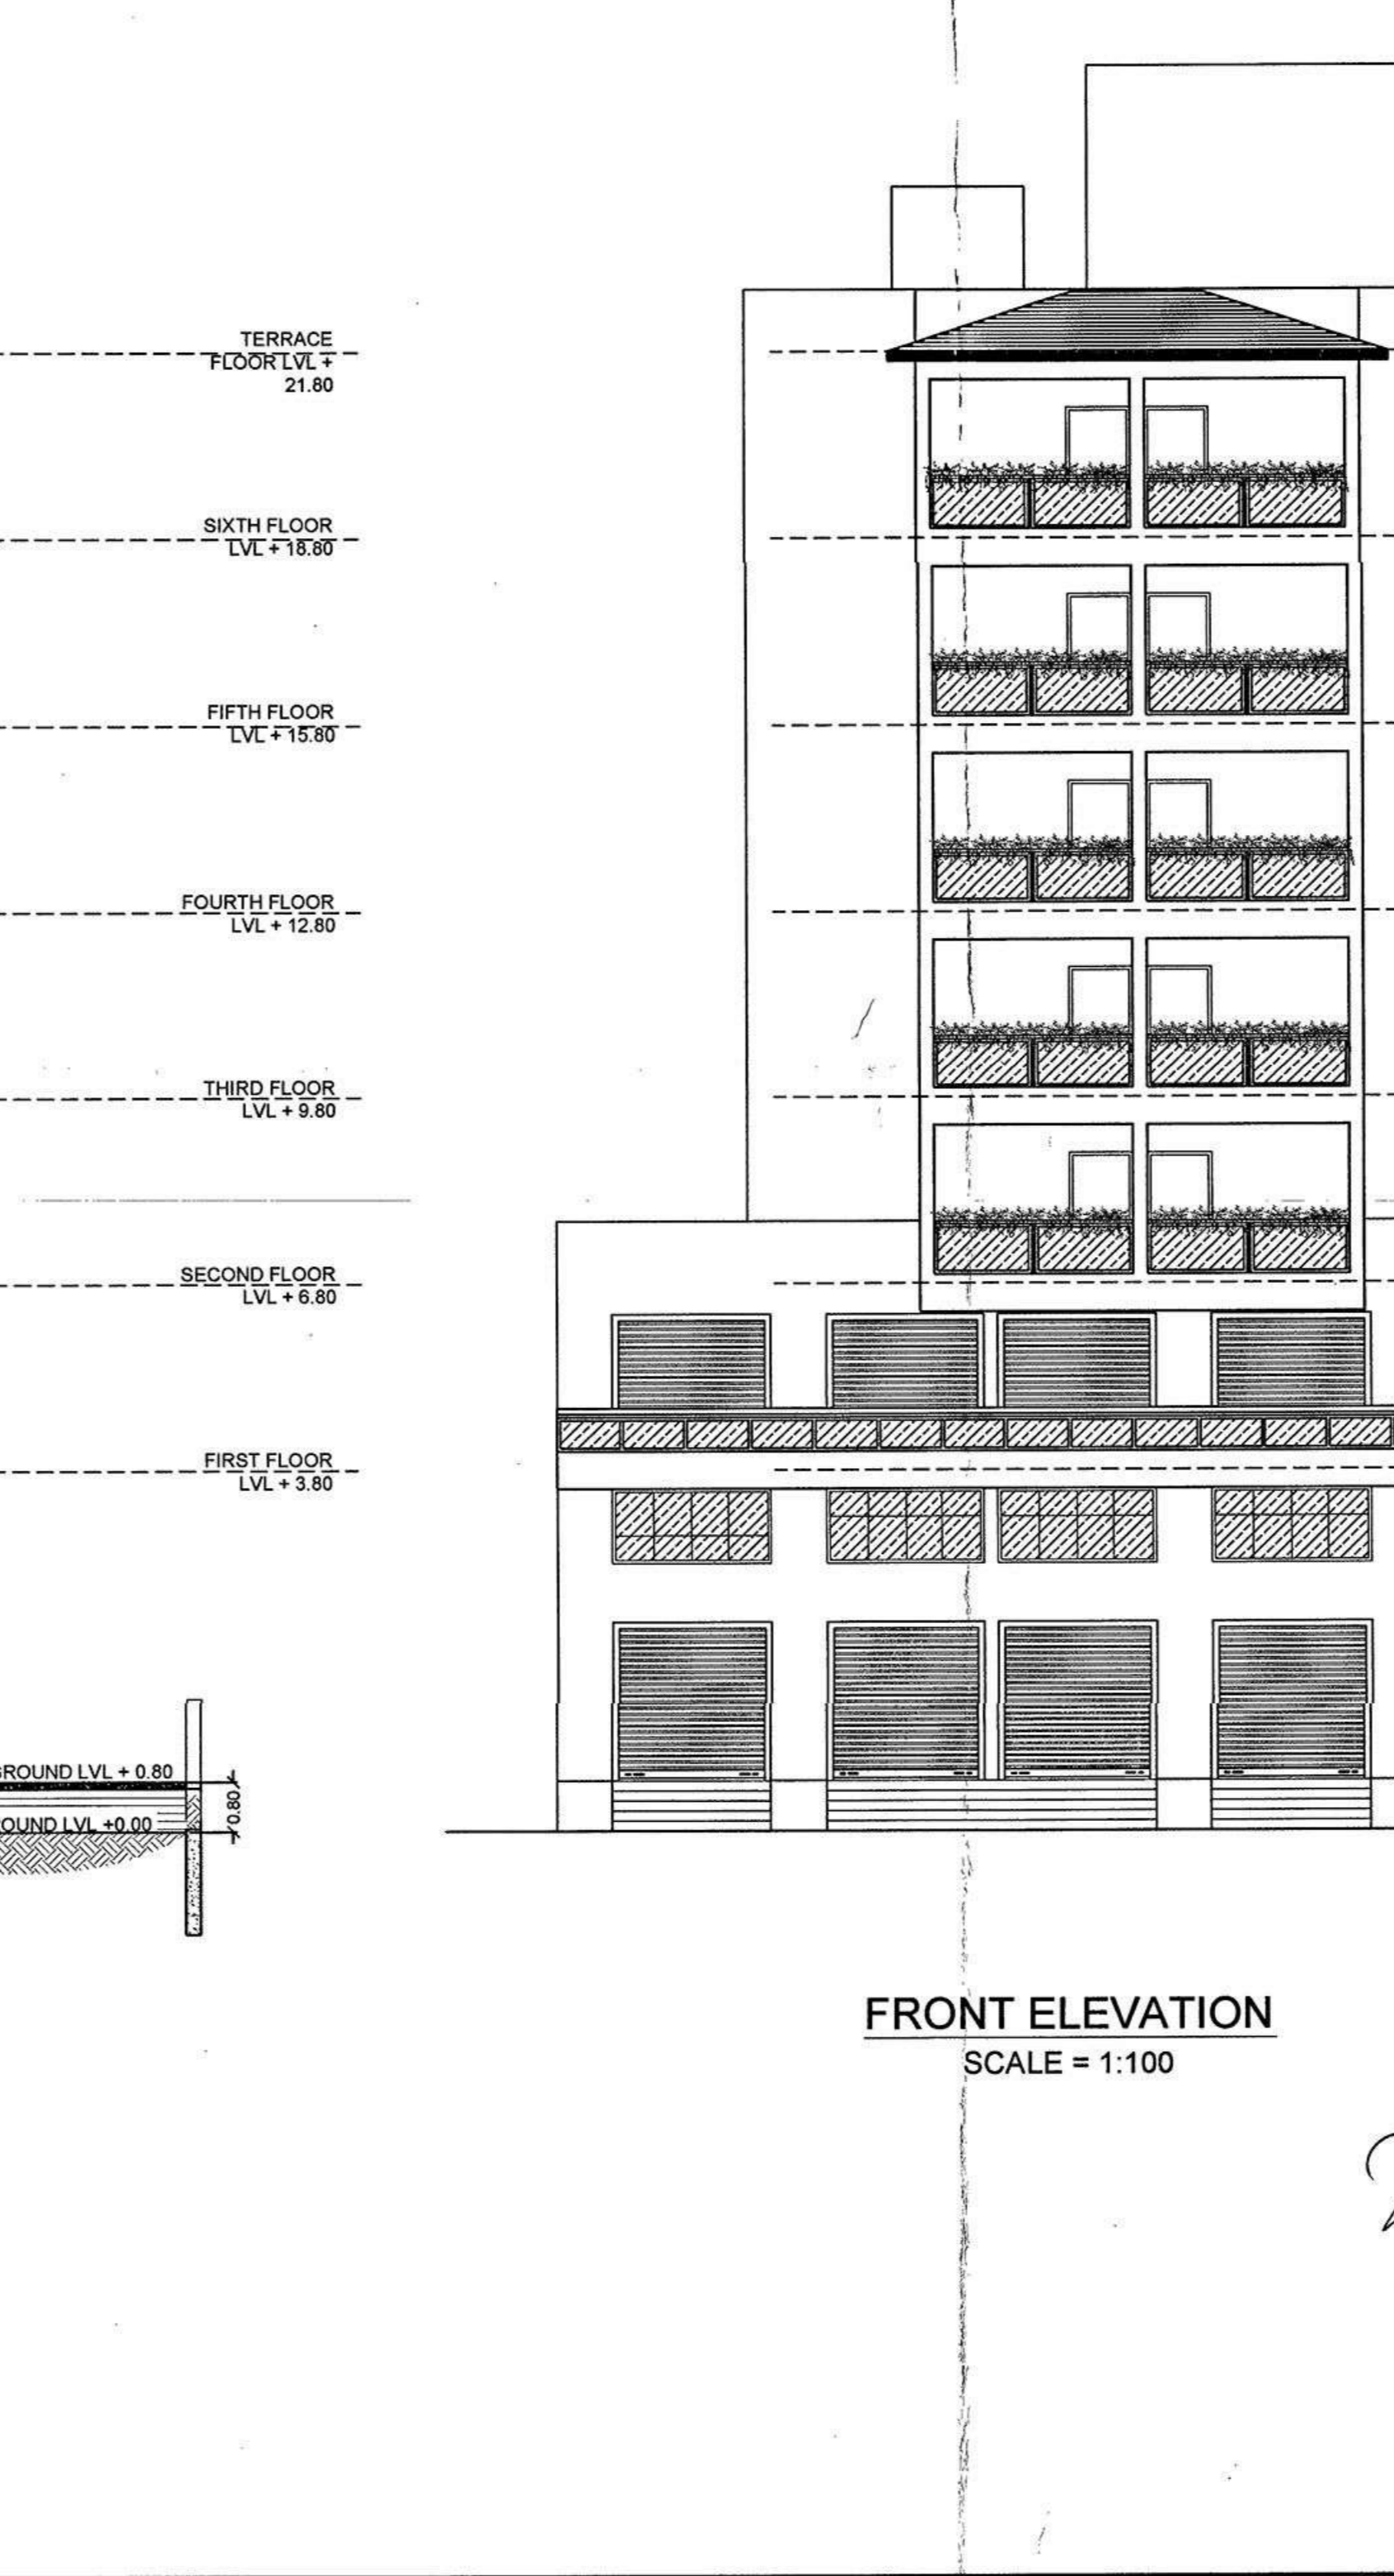 TERRACE
FLOOR LVL +
21.80
SIXTH FLOOR
LVL + 18.80
FIFTH FLOOR
LVL + 15.80
FOURTH FLOOR
LVL + 12.80
THIRD FLOOR
LVL + 9.80
SECOND FLOOR
LVL + 6.80
FIRST FLOOR
LVL + 3.80
GROUND LVL + 0.80
0.80
OUND LVL +0.00
FRONT ELEVATION
SCALE = 1:100